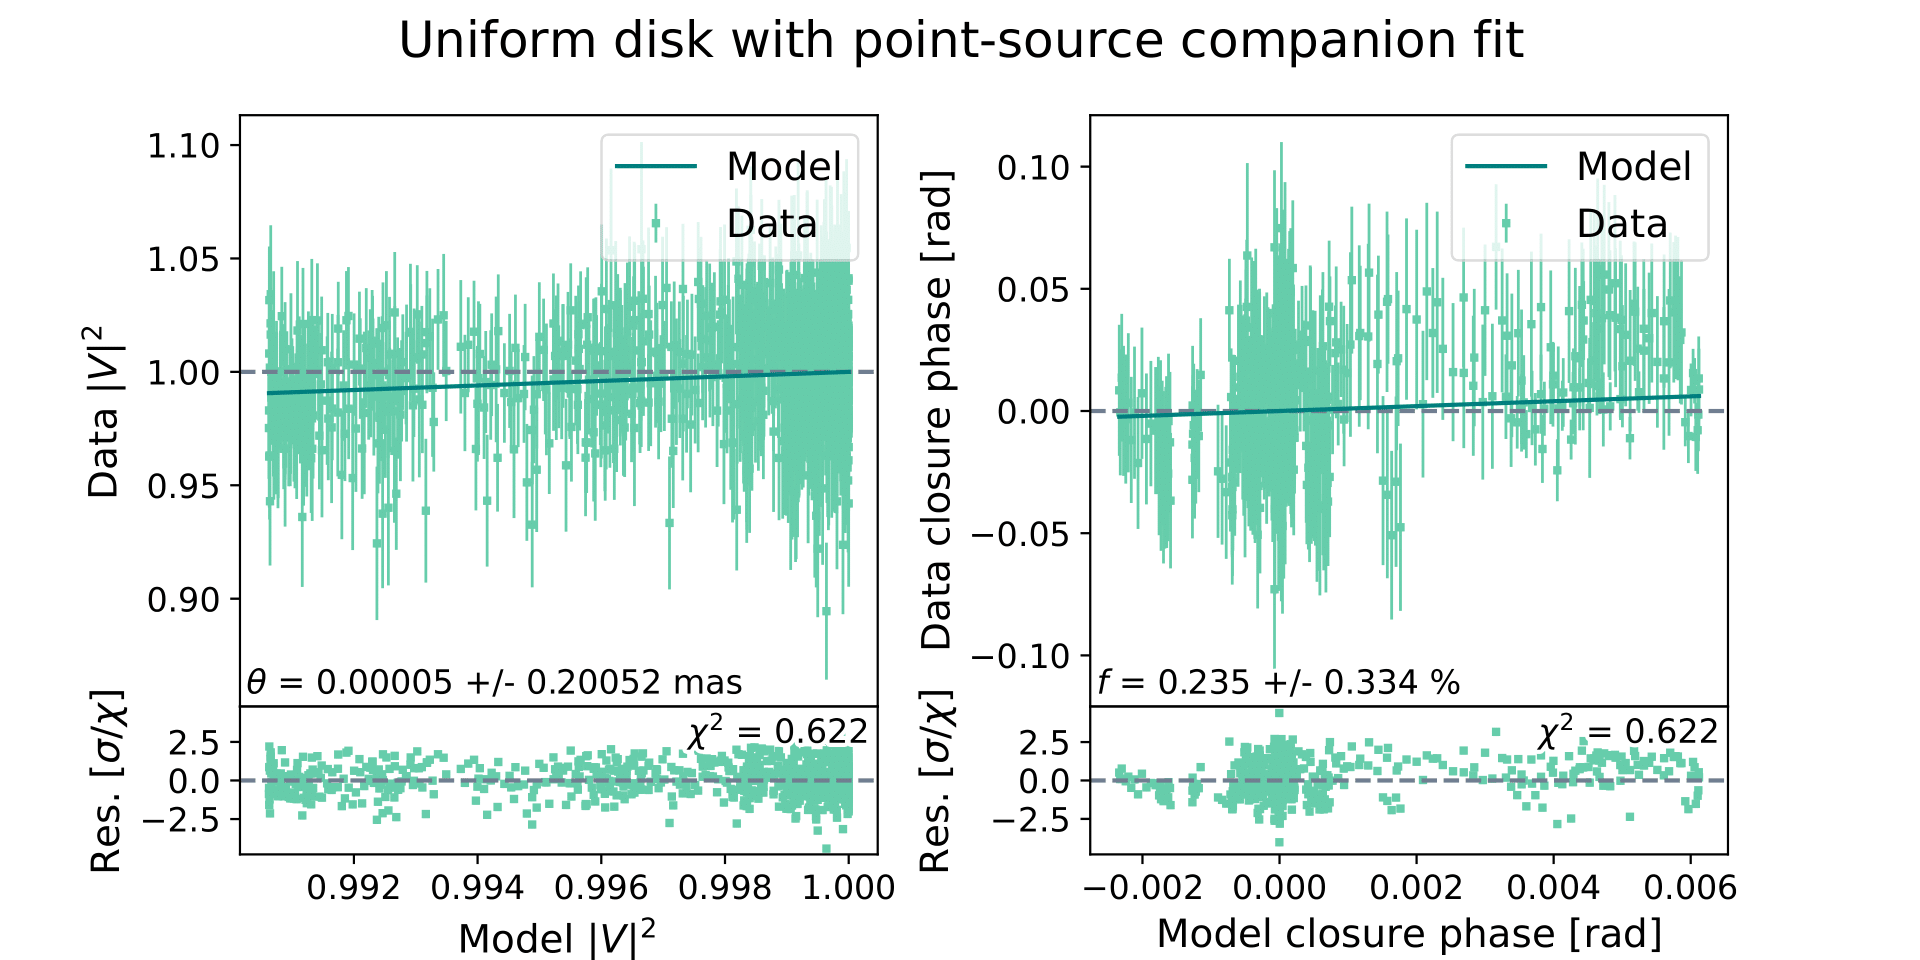 Uniform disk with point-source companion fit
Data |V|²
1.10
1.05
1.00
0.95
0.90
Model
Data
θ = 0.00005 +/- 0.20052 mas
Res. [σ/χ]
2.5
0.0
−2.5
χ² = 0.622
0.992 0.994 0.996 0.998 1.000
Model |V|²
Data closure phase [rad]
0.10
0.05
0.00
−0.05
−0.10
Model
Data
f = 0.235 +/- 0.334 %
Res. [σ/χ]
2.5
0.0
−2.5
χ² = 0.622
−0.002 0.000 0.002 0.004 0.006
Model closure phase [rad]